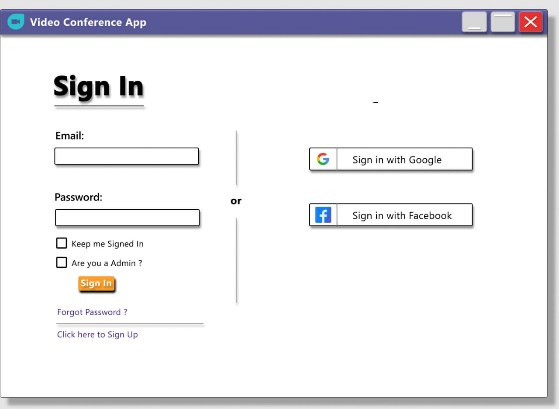 Video Conference App
Sign In
Email:
Password:
Keep me Signed In
Are you a Admin ?
Sign In
Forgot Password ?
Click here to Sign Up
or
Sign in with Google
Sign in with Facebook